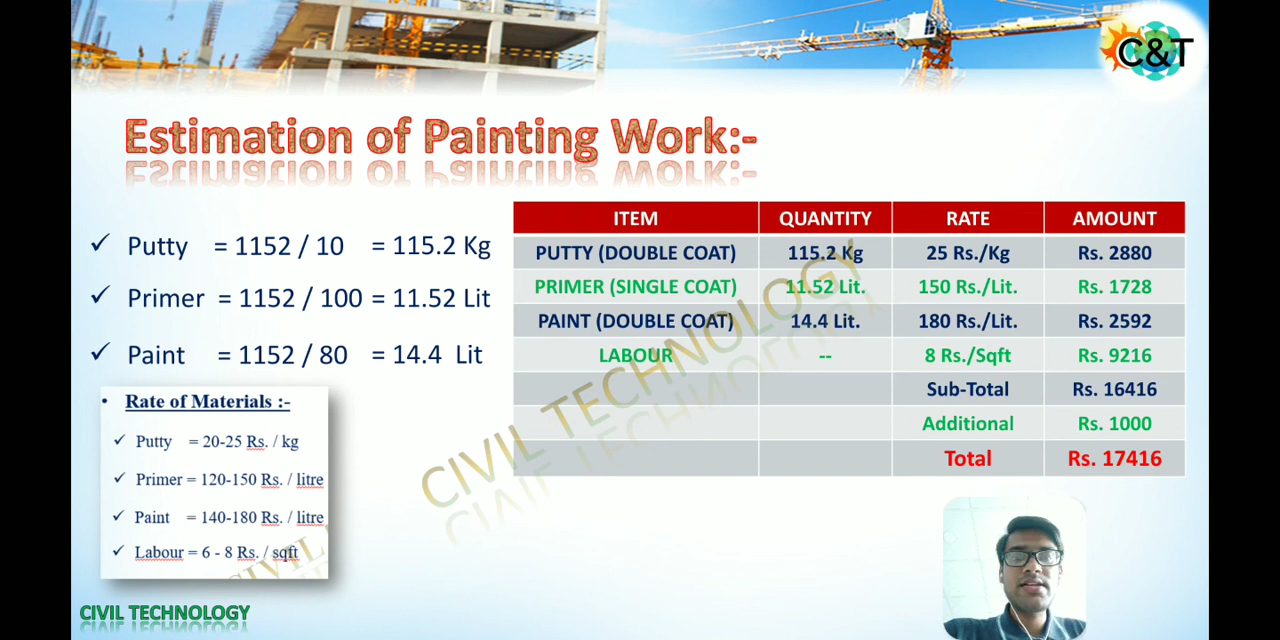 C&T
Estimation of Painting Work:-
✓ Putty = 1152 / 10 = 115.2 Kg
✓ Primer = 1152 / 100 = 11.52 Lit
✓ Paint = 1152 / 80 = 14.4 Lit
• Rate of Materials :-
✓ Putty = 20-25 Rs. / kg
✓ Primer = 120-150 Rs. / litre
✓ Paint = 140-180 Rs. / litre
✓ Labour = 6 - 8 Rs. / sqft
CIVIL
ITEM QUANTITY RATE AMOUNT
PUTTY (DOUBLE COAT) 115.2 Kg 25 Rs./Kg Rs. 2880
PRIMER (SINGLE COAT) 11.52 Lit. 150 Rs./Lit. Rs. 1728
PAINT (DOUBLE COAT) 14.4 Lit. 180 Rs./Lit. Rs. 2592
LABOUR -- 8 Rs./Sqft Rs. 9216
Sub-Total Rs. 16416
Additional Rs. 1000
Total Rs. 17416
CIVIL TECHNOLOGY
CIVIL TECHNOLOGY